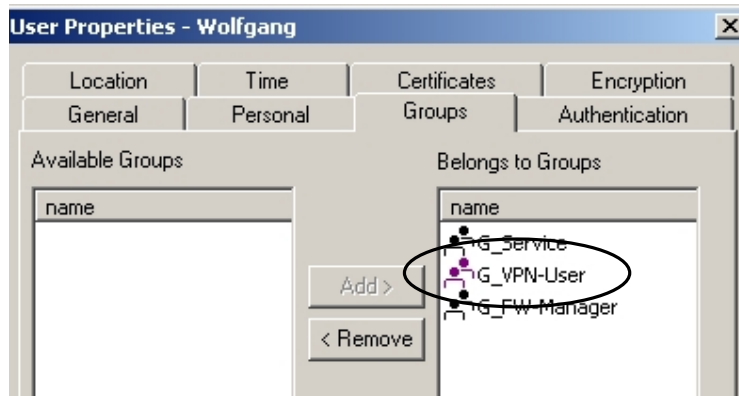 User Properties - Wolfgang
Location Time Certificates Encryption
General Personal Groups Authentication
Available Groups Belongs to Groups
name name
G_Service
G_VPN-User
G_FW-Manager
Add >
< Remove